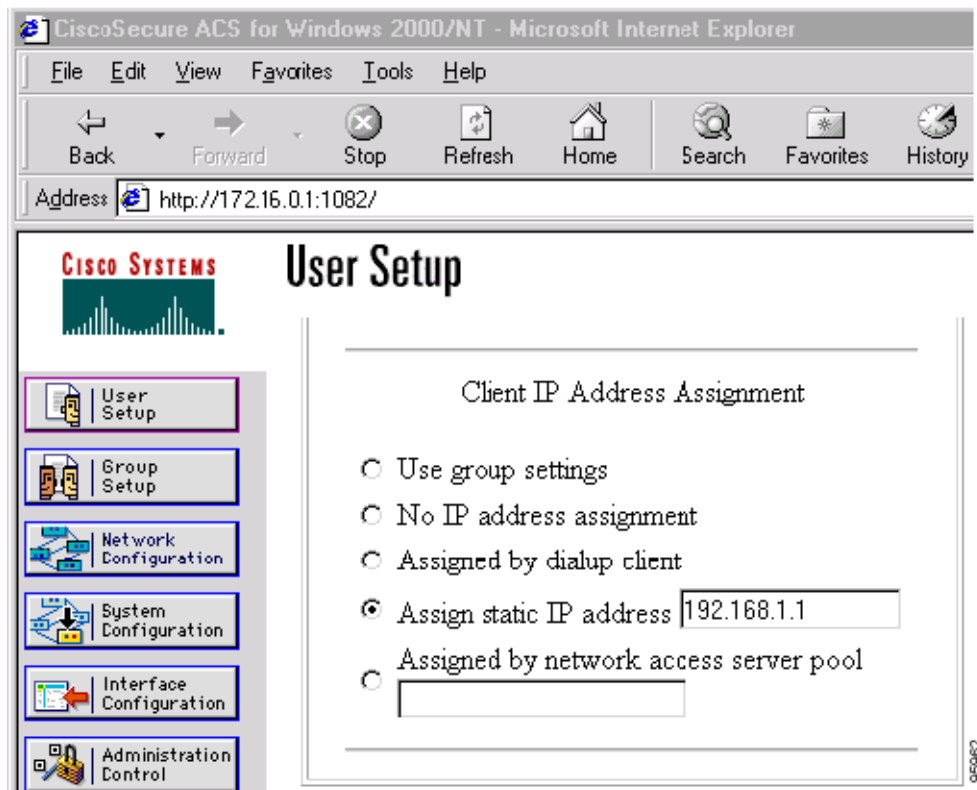 CiscoSecure ACS for Windows 2000/NT - Microsoft Internet Explorer
File Edit View Favorites Tools Help
Back Forward Stop Refresh Home Search Favorites History
Address http://172.16.0.1:1082/
CISCO SYSTEMS
User Setup
User
Setup
Group
Setup
Network
Configuration
System
Configuration
Interface
Configuration
Administration
Control
Client IP Address Assignment
Use group settings
No IP address assignment
Assigned by dialup client
Assign static IP address 192.168.1.1
Assigned by network access server pool